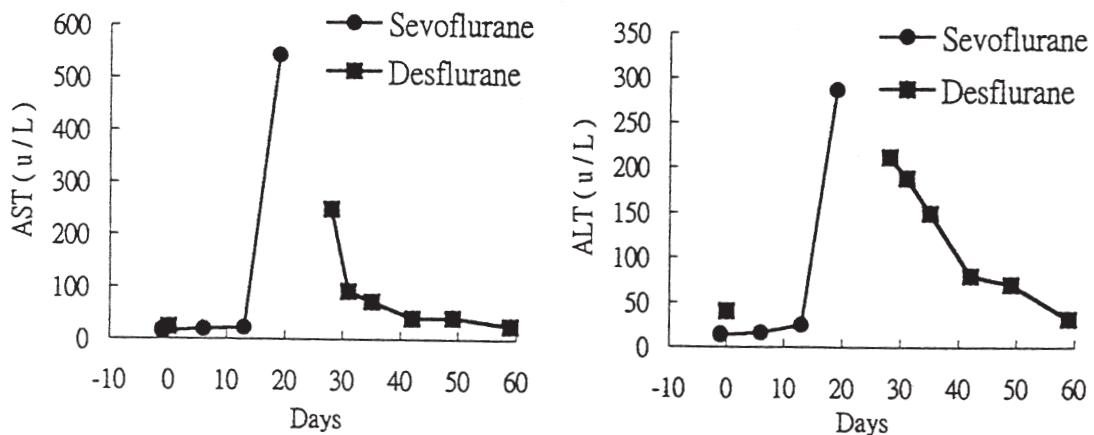 AST ( u / L )
600
500
400
300
200
100
0
-10 0 10 20 30 40 50 60
Days
Sevoflurane
Desflurane
ALT ( u / L )
350
300
250
200
150
100
50
0
-10 0 10 20 30 40 50 60
Days
Sevoflurane
Desflurane